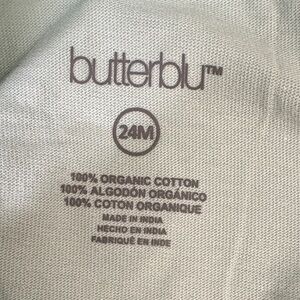 butterblu™
24M
100% ORGANIC COTTON
100% ALGODÓN ORGÁNICO
100% COTON ORGANIQUE
MADE IN INDIA
HECHO EN INDIA
FABRIQUÉ EN INDE